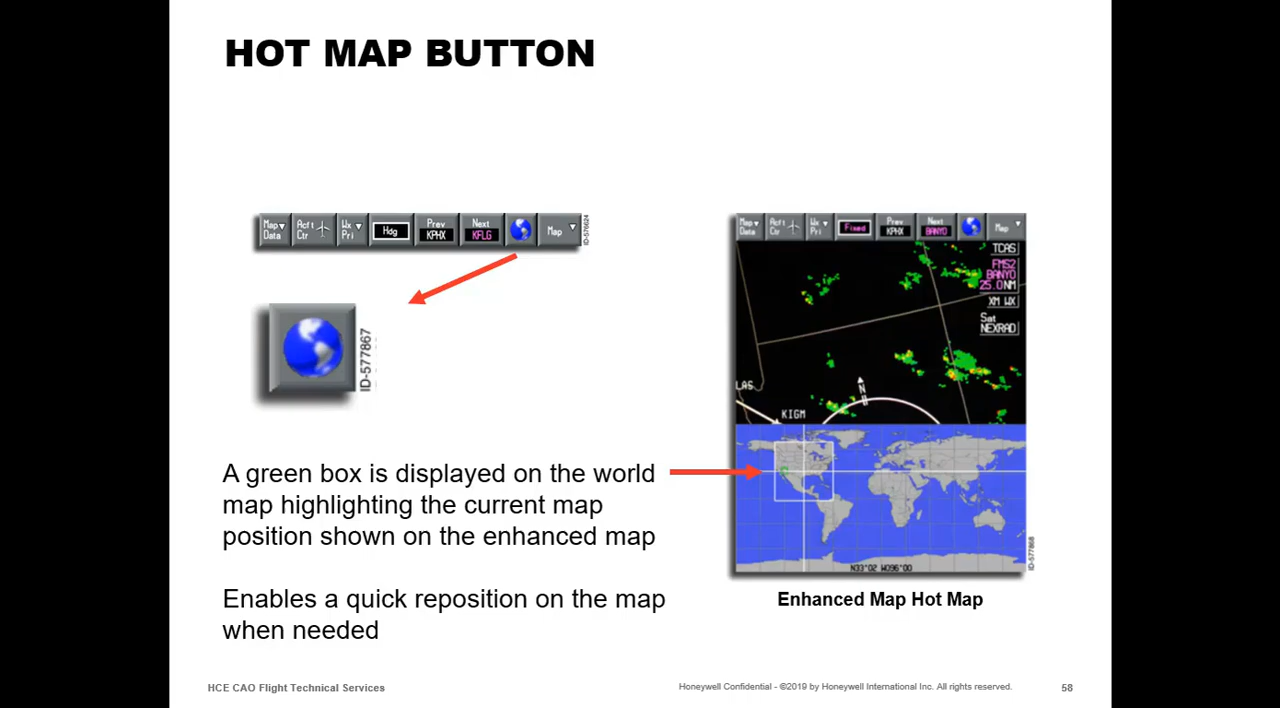 HOT MAP BUTTON
Map Data
Acft Ctr
Wx Pri
Hdg
Prev KPHX
Next KFLG
Map
ID-576624
ID-577867
Map Data
Acft Ctr
Wx Pri
Fixed
Prev KPHX
Next BANYO
Map
TCAS
FMS2
BANYO
25.0NM
XM WX
Sat
NEXRAD
LAS
N
KIGM
N33°02 W096°00
ID-577868
A green box is displayed on the world
map highlighting the current map
position shown on the enhanced map
Enables a quick reposition on the map
when needed
Enhanced Map Hot Map
HCE CAO Flight Technical Services
Honeywell Confidential - ©2019 by Honeywell International Inc. All rights reserved.
58